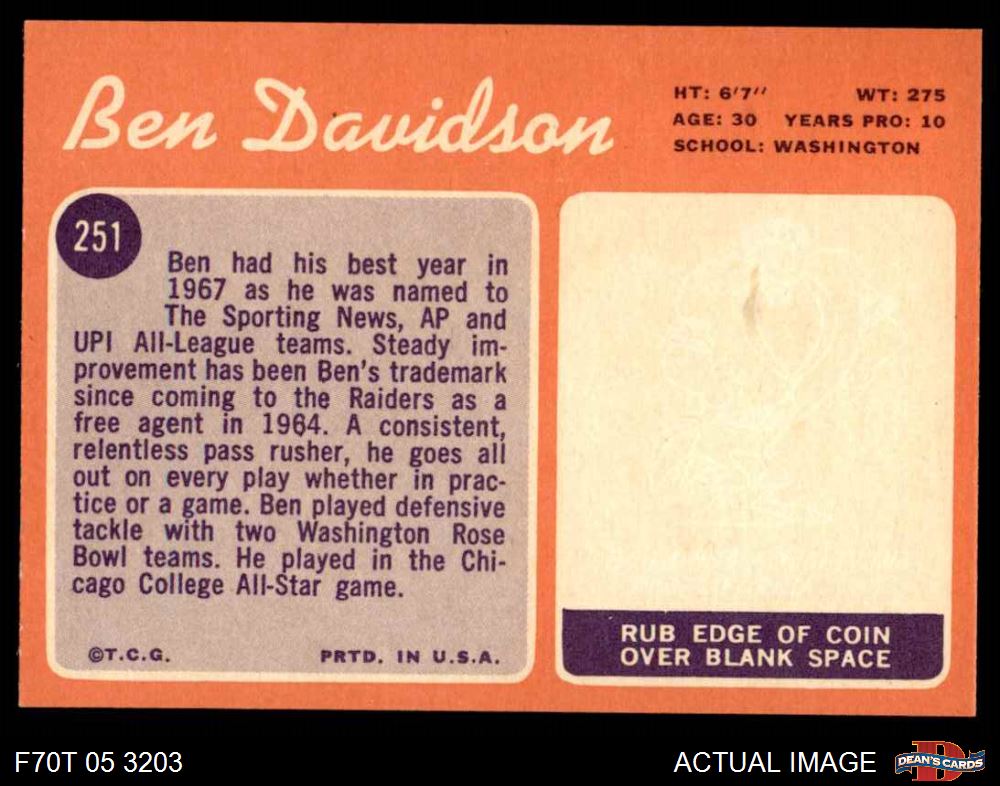 Ben Davidson
HT: 6'7'' WT: 275
AGE: 30 YEARS PRO: 10
SCHOOL: WASHINGTON
251
Ben had his best year in
1967 as he was named to
The Sporting News, AP and
UPI All-League teams. Steady im-
provement has been Ben's trademark
since coming to the Raiders as a
free agent in 1964. A consistent,
relentless pass rusher, he goes all
out on every play whether in prac-
tice or a game. Ben played defensive
tackle with two Washington Rose
Bowl teams. He played in the Chi-
cago College All-Star game.
©T.C.G. PRTD. IN U.S.A.
RUB EDGE OF COIN
OVER BLANK SPACE
F70T 05 3203
ACTUAL IMAGE
D
DEAN'S CARDS